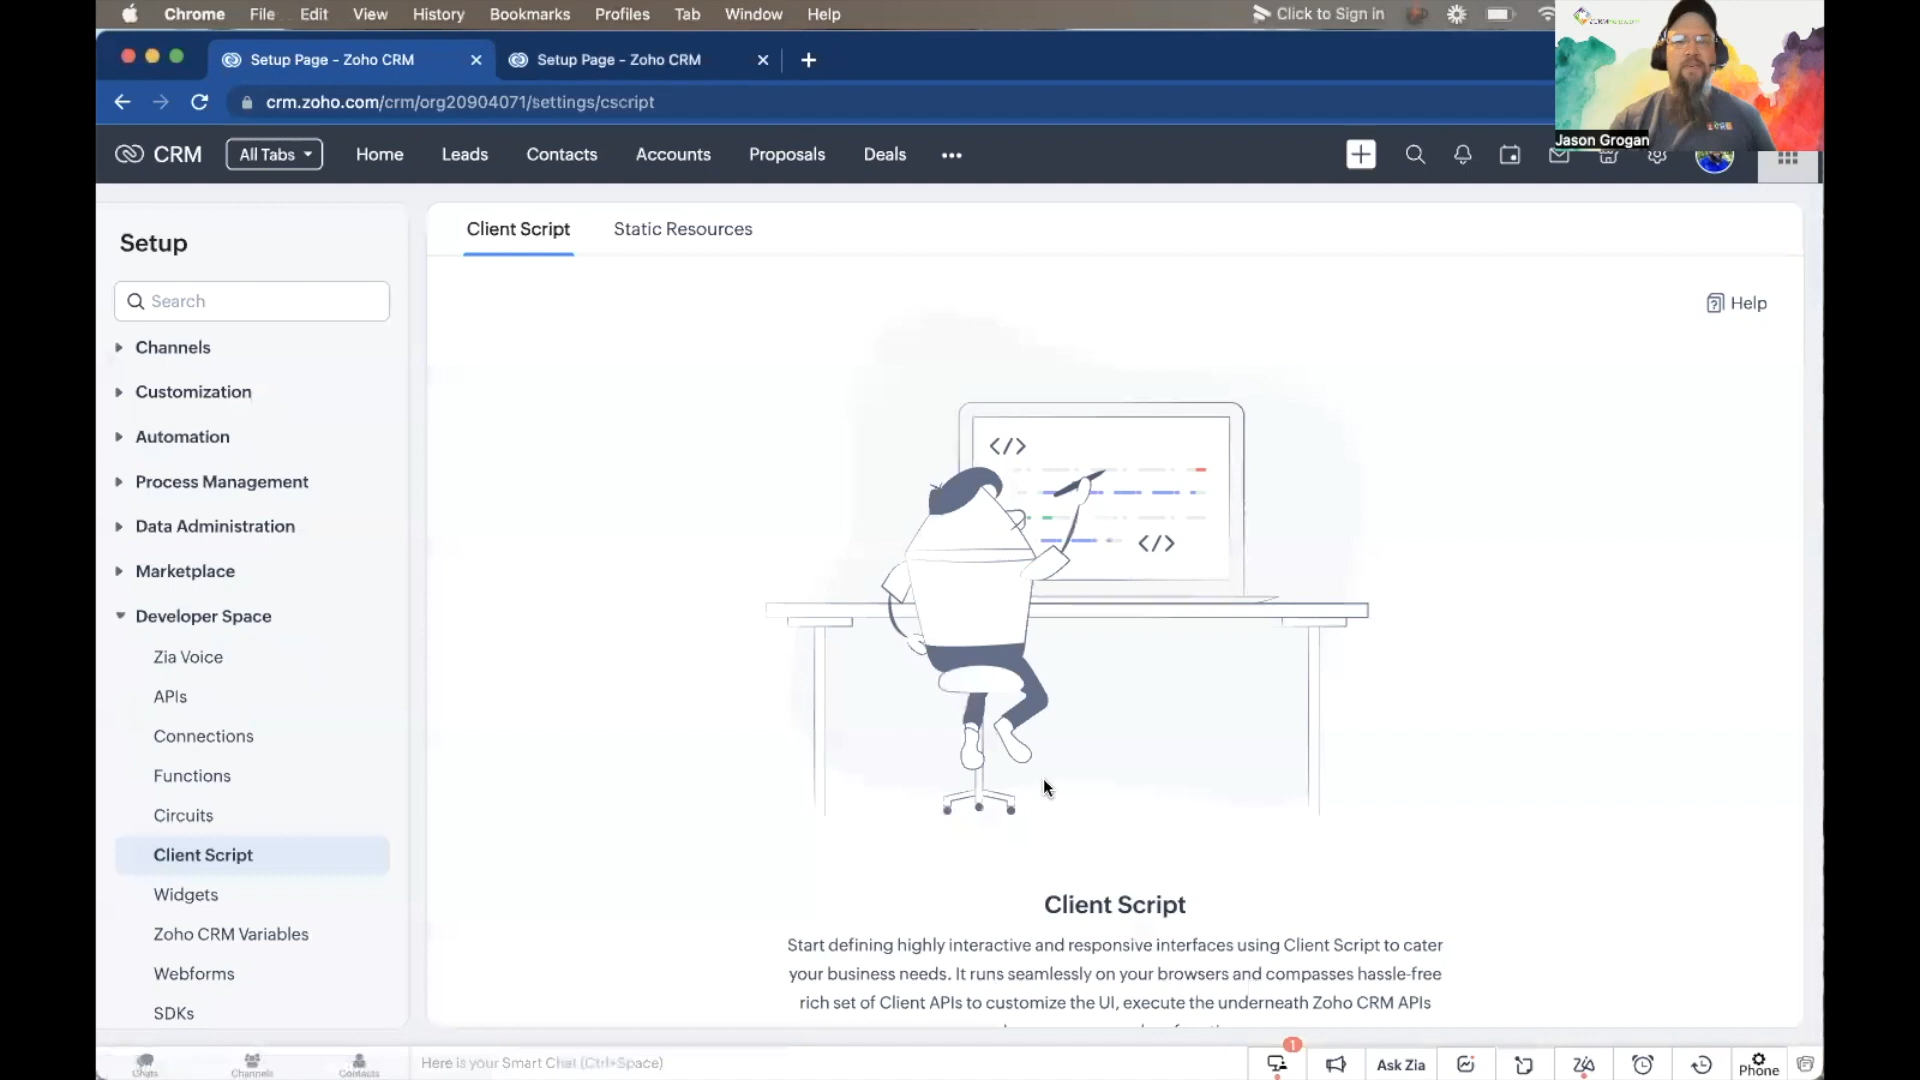 Chrome File Edit View History Bookmarks Profiles Tab Window Help
Click to Sign in
Setup Page - Zoho CRM
Setup Page - Zoho CRM
crm.zoho.com/crm/org20904071/settings/cscript
Jason Grogan
CRM All Tabs Home Leads Contacts Accounts Proposals Deals
Setup
Client Script Static Resources
Search
Help
Channels
Customization
Automation
Process Management
Data Administration
Marketplace
Developer Space
Zia Voice
APIs
Connections
Functions
Circuits
Client Script
Widgets
Zoho CRM Variables
Webforms
SDKs
</>
</>
Client Script
Start defining highly interactive and responsive interfaces using Client Script to cater
your business needs. It runs seamlessly on your browsers and compasses hassle-free
rich set of Client APIs to customize the UI, execute the underneath Zoho CRM APIs
Chats Channels Contacts
Here is your Smart Chat (Ctrl+Space)
1
Ask Zia
Phone